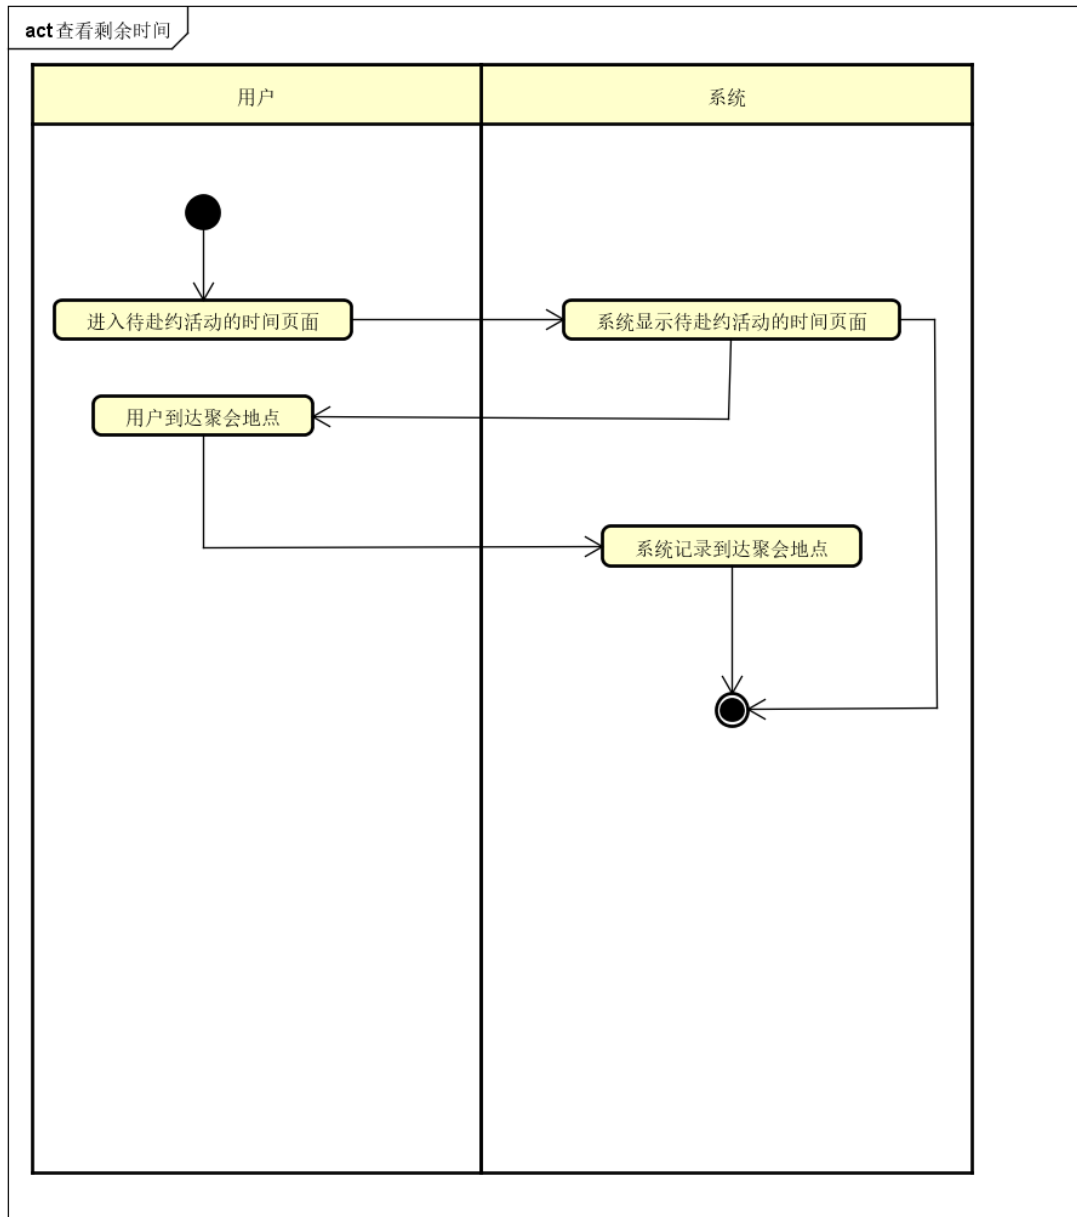 act 查看剩余时间
用户
系统
进入待赴约活动的时间页面
系统显示待赴约活动的时间页面
用户到达聚会地点
系统记录到达聚会地点